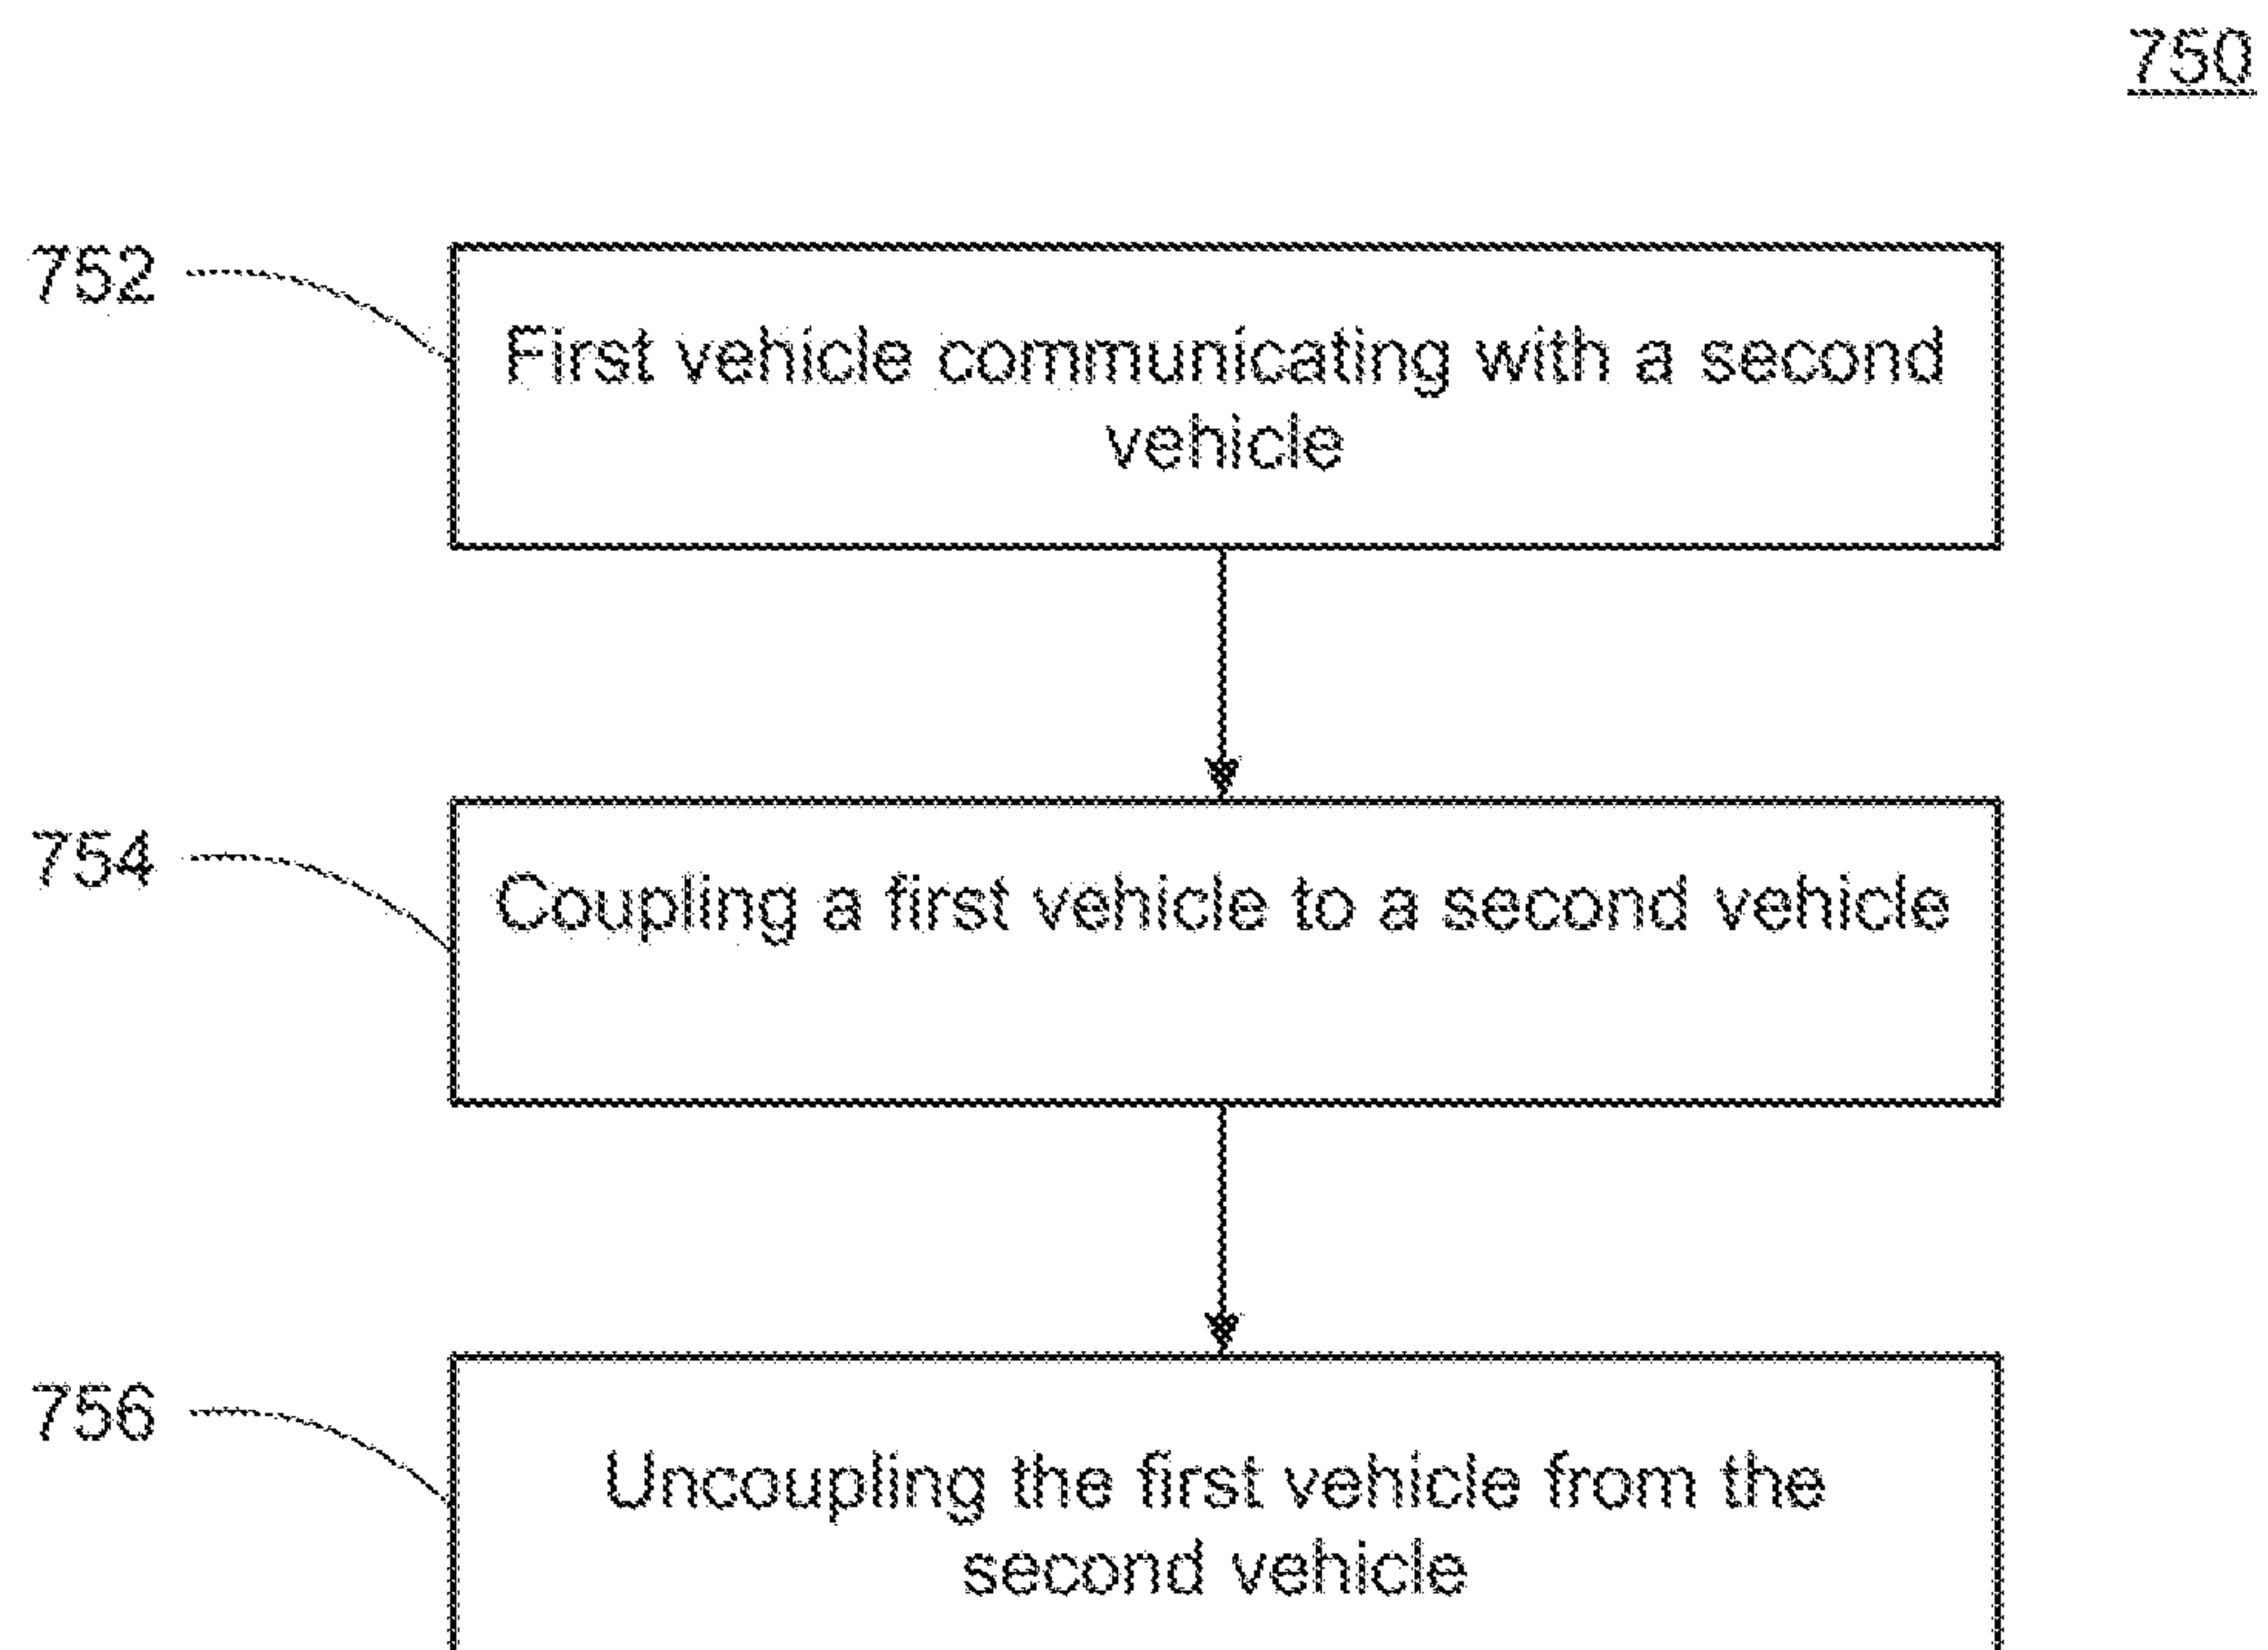 750
752
First vehicle communicating with a second
vehicle
754
Coupling a first vehicle to a second vehicle
756
Uncoupling the first vehicle from the
second vehicle